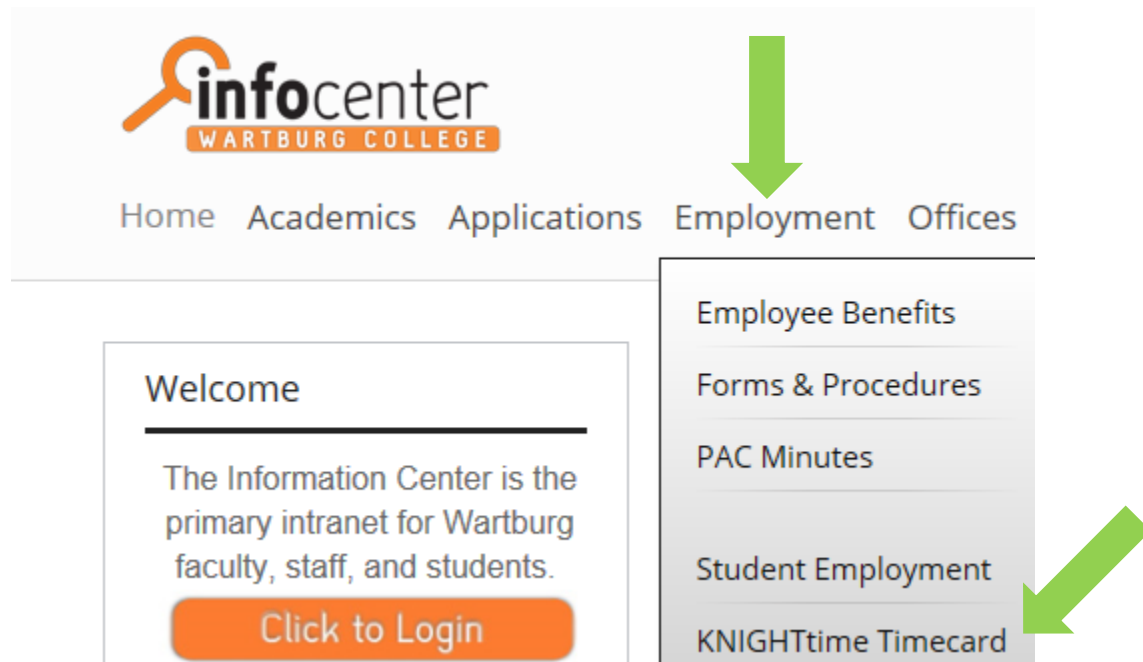 infocenter
WARTBURG COLLEGE
Home Academics Applications Employment Offices
Welcome
The Information Center is the
primary intranet for Wartburg
faculty, staff, and students.
Click to Login
Employee Benefits
Forms & Procedures
PAC Minutes
Student Employment
KNIGHTtime Timecard